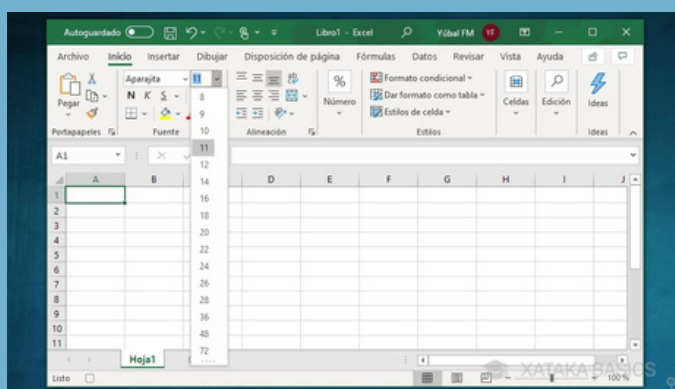 Autoguardado Libro1 - Excel Yúbal FM YF
Archivo Inicio Insertar Dibujar Disposición de página Fórmulas Datos Revisar Vista Ayuda
Pegar Aparajita 11 % Número Formato condicional Celdas Edición Ideas
N K S Dar formato como tabla
Estilos de celda
Portapapeles Fuente Alineación Estilos Ideas
A1
A B D E F G H I J
8
9
10
11
12
14
16
18
20
22
24
26
28
36
48
72
1
2
3
4
5
6
7
8
9
10
11
Hoja1
Listo 100 %
XATAKA BASICS